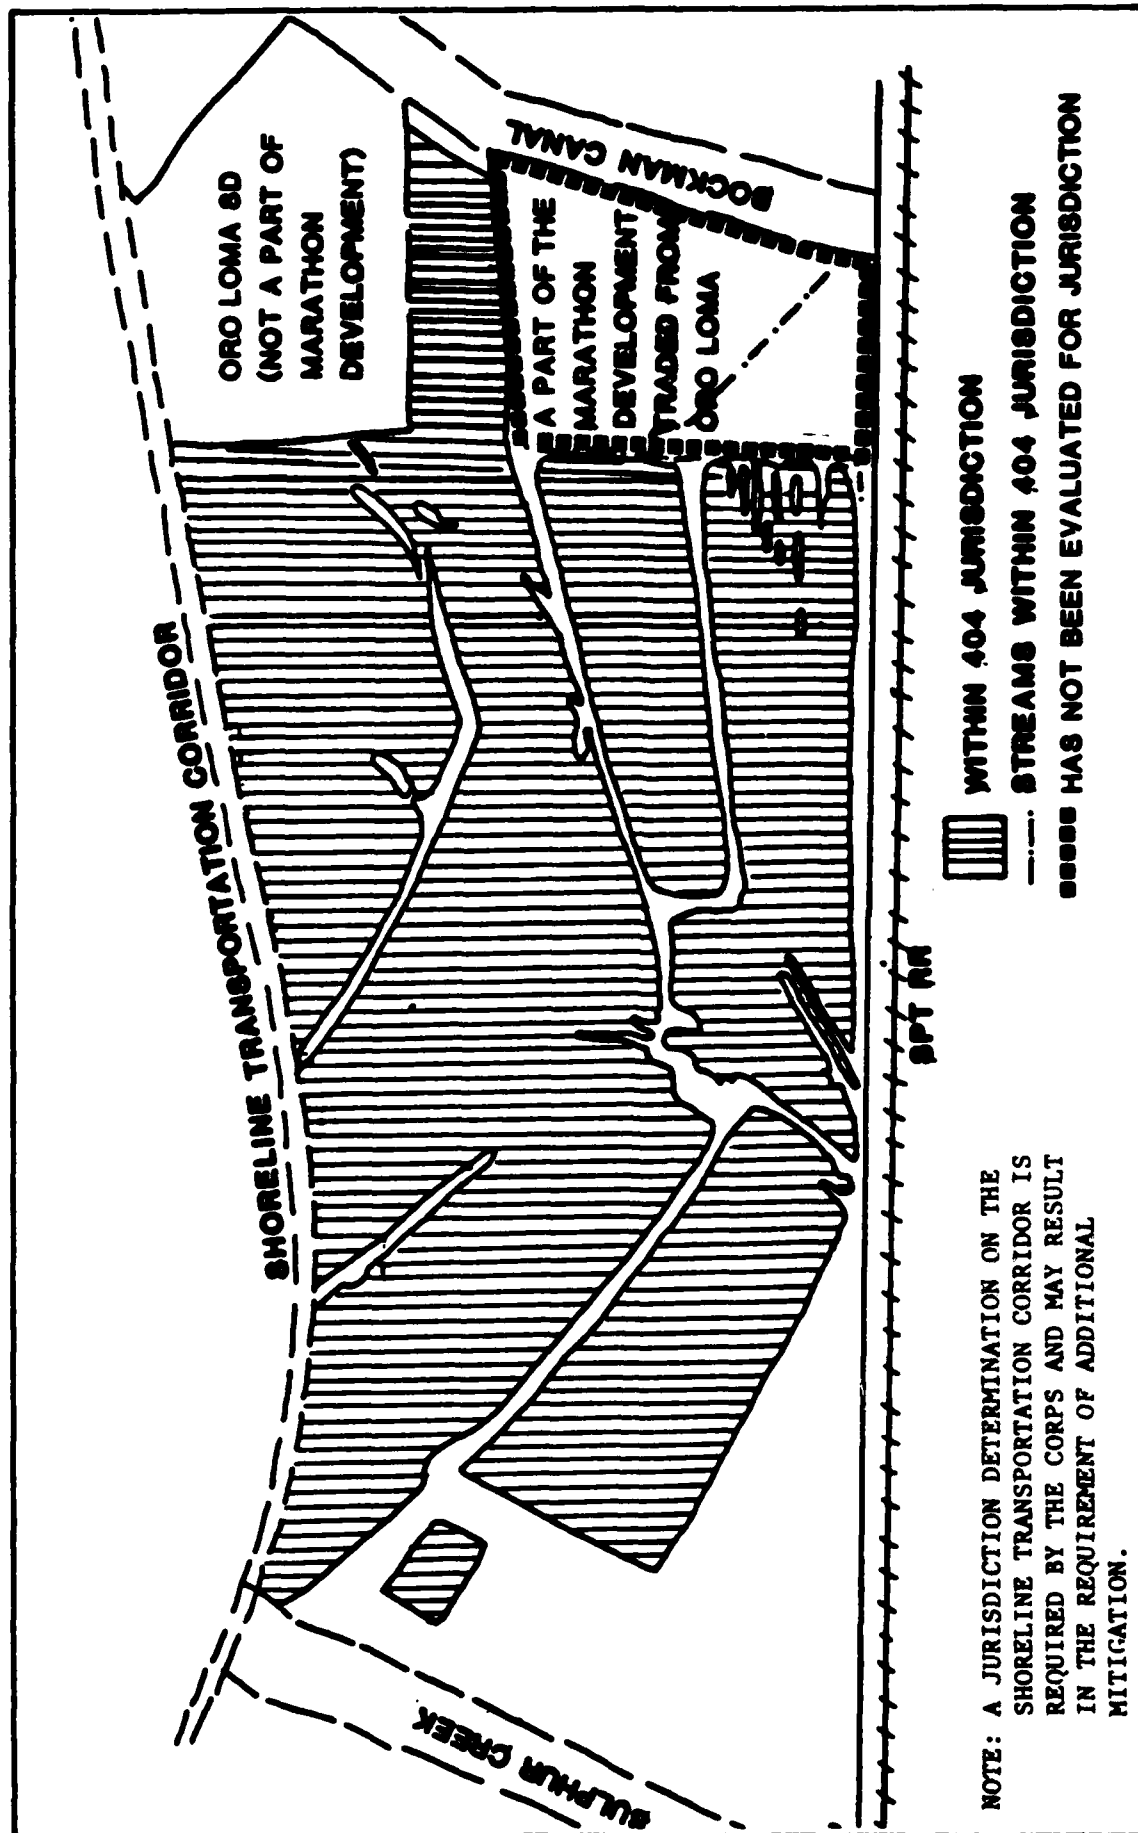 SHORELINE TRANSPORTATION CORRIDOR
ORO LOMA SD
(NOT A PART OF
MARATHON
DEVELOPMENT)
BOCKMAN CANAL
A PART OF THE
MARATHON
DEVELOPMENT
TRADED FROM
ORO LOMA
SULPHUR CREEK
SPT RR
WITHIN 404 JURISDICTION
STREAMS WITHIN 404 JURISDICTION
HAS NOT BEEN EVALUATED FOR JURISDICTION
NOTE: A JURISDICTION DETERMINATION ON THE
SHORELINE TRANSPORTATION CORRIDOR IS
REQUIRED BY THE CORPS AND MAY RESULT
IN THE REQUIREMENT OF ADDITIONAL
MITIGATION.